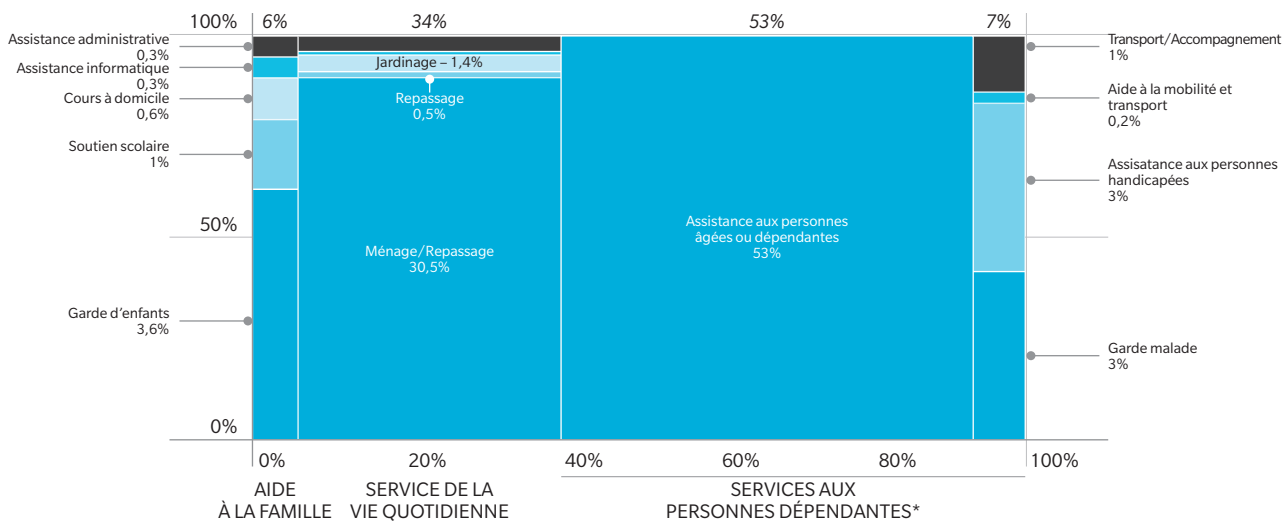 100%
6%
34%
53%
7%
Assistance administrative
0,3%
Assistance informatique
0,3%
Cours à domicile
0,6%
Soutien scolaire
1%
50%
Garde d'enfants
3,6%
0%
Jardinage – 1,4%
Repassage
0,5%
Ménage/Repassage
30,5%
Assistance aux personnes
âgées ou dépendantes
53%
Transport/Accompagnement
1%
Aide à la mobilité et
transport
0,2%
Assisatance aux personnes
handicapées
3%
Garde malade
3%
0%
20%
40%
60%
80%
100%
AIDE
À LA FAMILLE
SERVICE DE LA
VIE QUOTIDIENNE
SERVICES AUX
PERSONNES DÉPENDANTES*